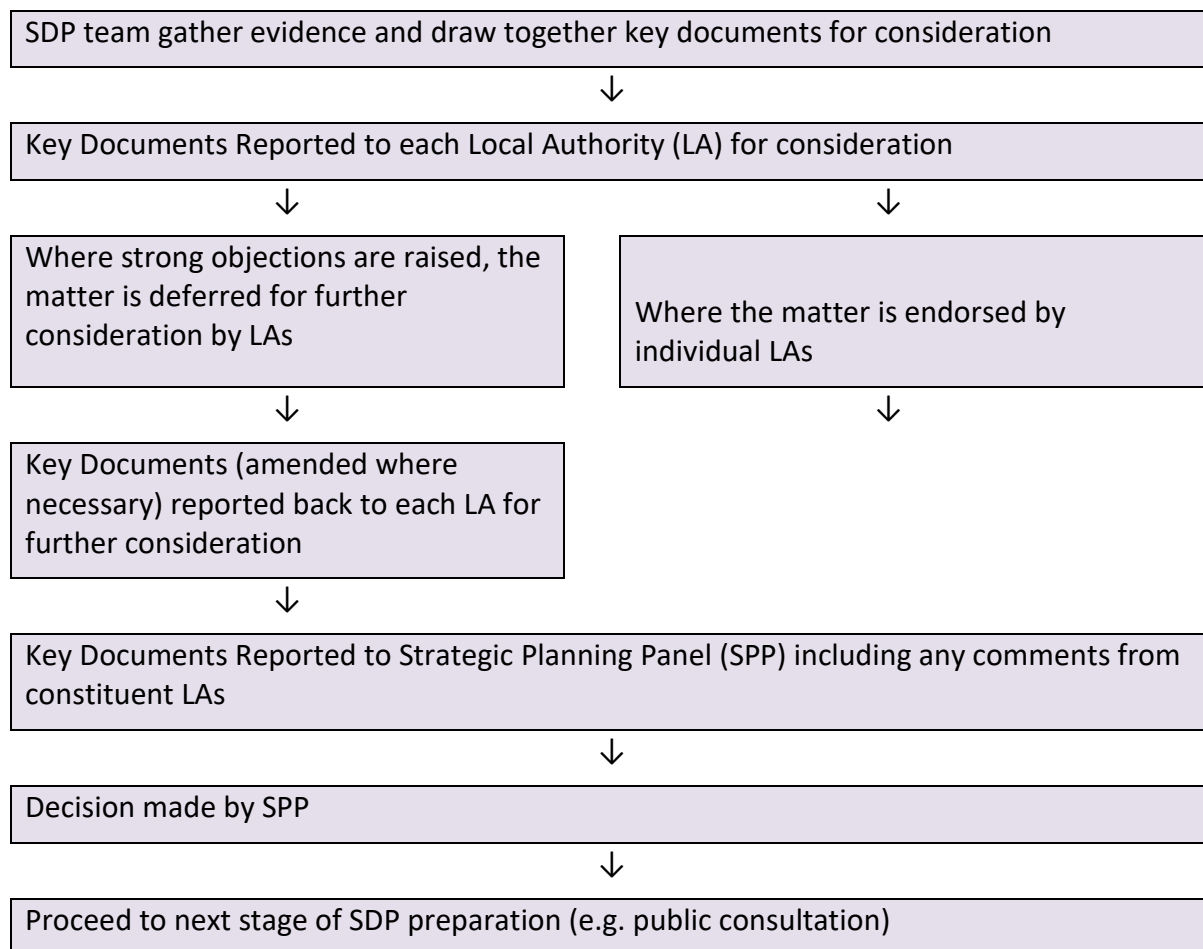 SDP team gather evidence and draw together key documents for consideration
↓
Key Documents Reported to each Local Authority (LA) for consideration
↓ ↓
Where strong objections are raised, the
matter is deferred for further
consideration by LAs
Where the matter is endorsed by
individual LAs
↓ ↓
Key Documents (amended where
necessary) reported back to each LA for
further consideration
↓
Key Documents Reported to Strategic Planning Panel (SPP) including any comments from
constituent LAs
↓
Decision made by SPP
↓
Proceed to next stage of SDP preparation (e.g. public consultation)